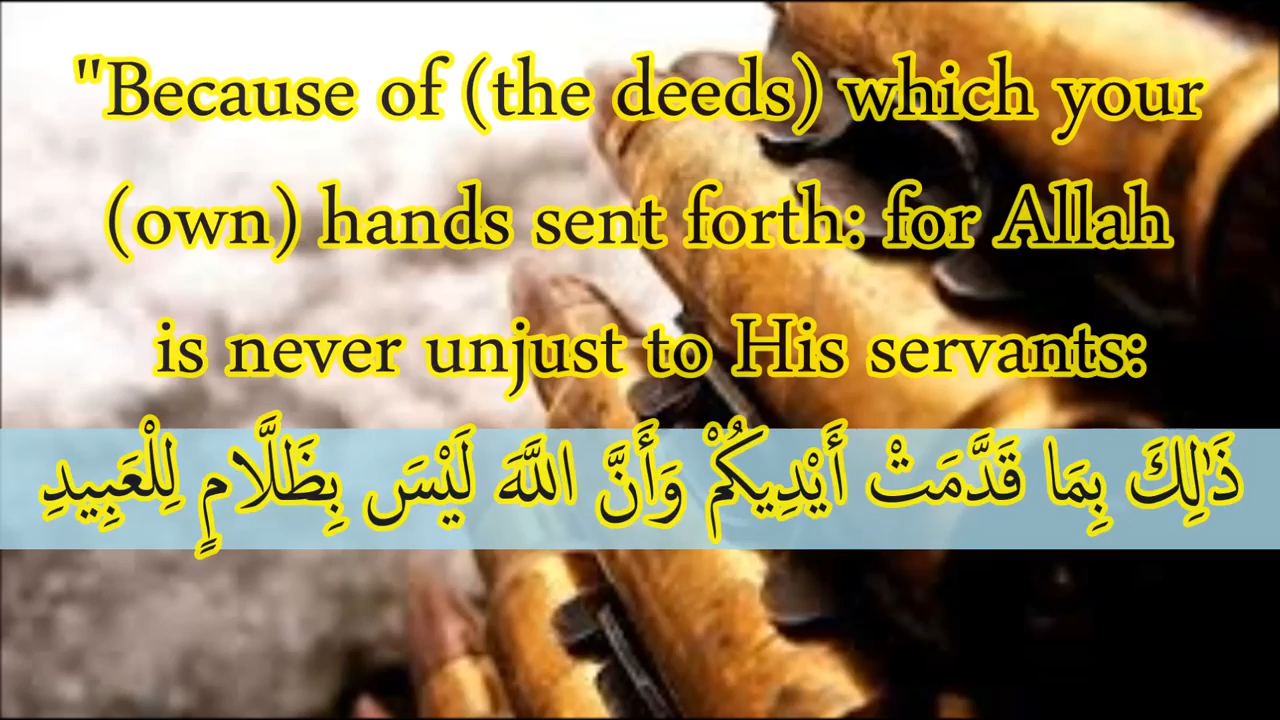 "Because of (the deeds) which your
(own) hands sent forth: for Allah
is never unjust to His servants:
ذَٰلِكَ بِمَا قَدَّمَتْ أَيْدِيكُمْ وَأَنَّ اللَّهَ لَيْسَ بِظَلَّامٍ لِلْعَبِيدِ